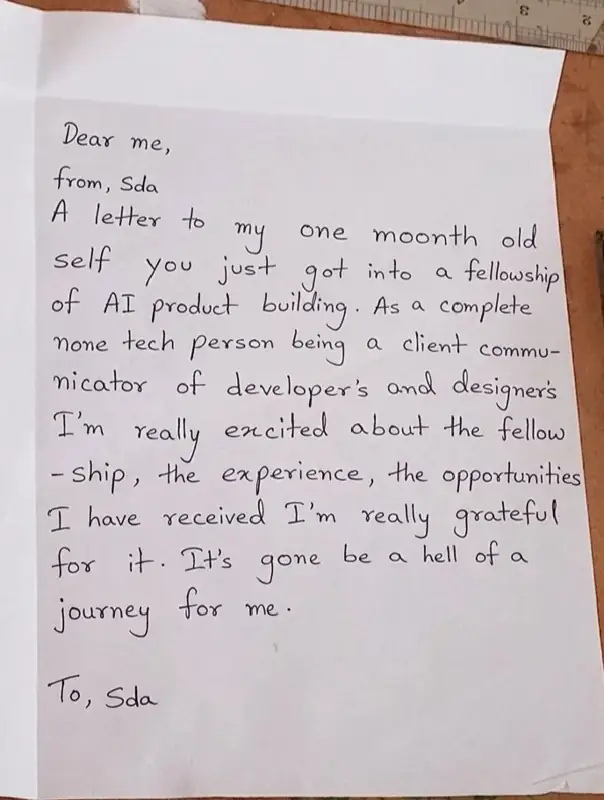 Dear me,
from, Sda
A letter to my one moonth old
self you just got into a fellowship
of AI product building. As a complete
none tech person being a client commu-
nicator of developer's and designer's
I'm really excited about the fellow
-ship, the experience, the opportunities
I have received I'm really grateful
for it. It's gone be a hell of a
journey for me.
To, Sda